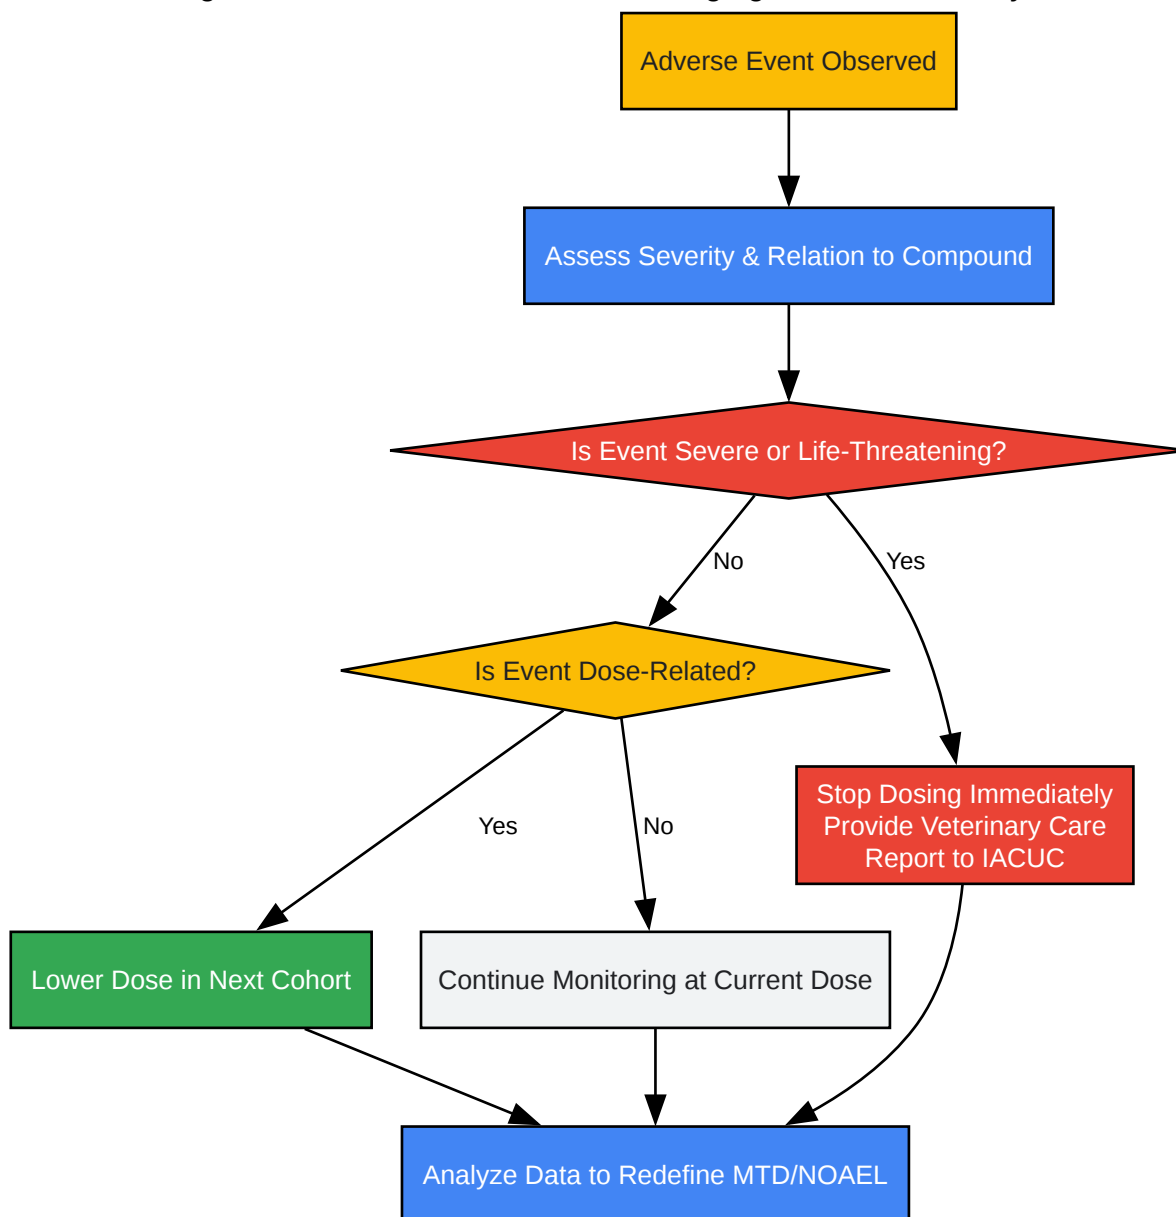 Adverse Event Observed
Assess Severity & Relation to Compound
Is Event Severe or Life-Threatening?
No
Yes
Is Event Dose-Related?
Stop Dosing Immediately
Provide Veterinary Care
Report to IACUC
Yes
No
Lower Dose in Next Cohort
Continue Monitoring at Current Dose
Analyze Data to Redefine MTD/NOAEL